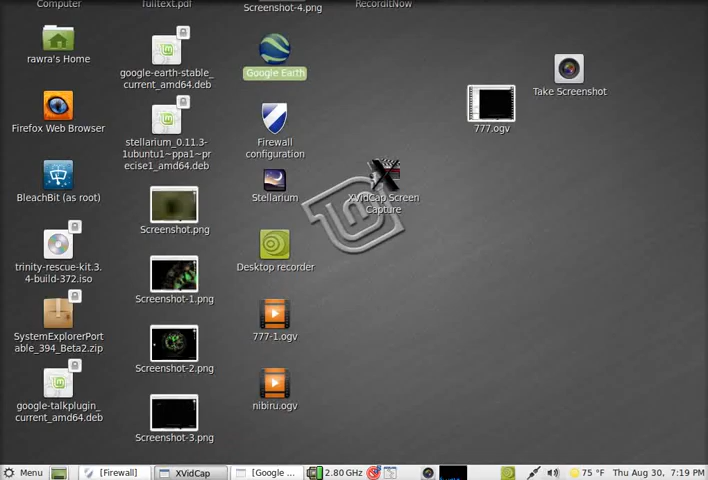 Computer
fulltext.pdf
Screenshot-4.png
RecordItNow
rawra's Home
google-earth-stable_
current_amd64.deb
Google Earth
Take Screenshot
777.ogv
Firefox Web Browser
stellarium_0.11.3-
1ubuntu1~ppa1~pr
ecise1_amd64.deb
Firewall
configuration
BleachBit (as root)
Screenshot.png
Stellarium
XVidCap Screen
Capture
trinity-rescue-kit.3.
4-build-372.iso
Screenshot-1.png
Desktop recorder
SystemExplorerPort
able_394_Beta2.zip
Screenshot-2.png
777-1.ogv
google-talkplugin_
current_amd64.deb
Screenshot-3.png
nibiru.ogv
Menu
[Firewall]
XVidCap
[Google ...
2.80 GHz
75 °F
Thu Aug 30, 7:19 PM